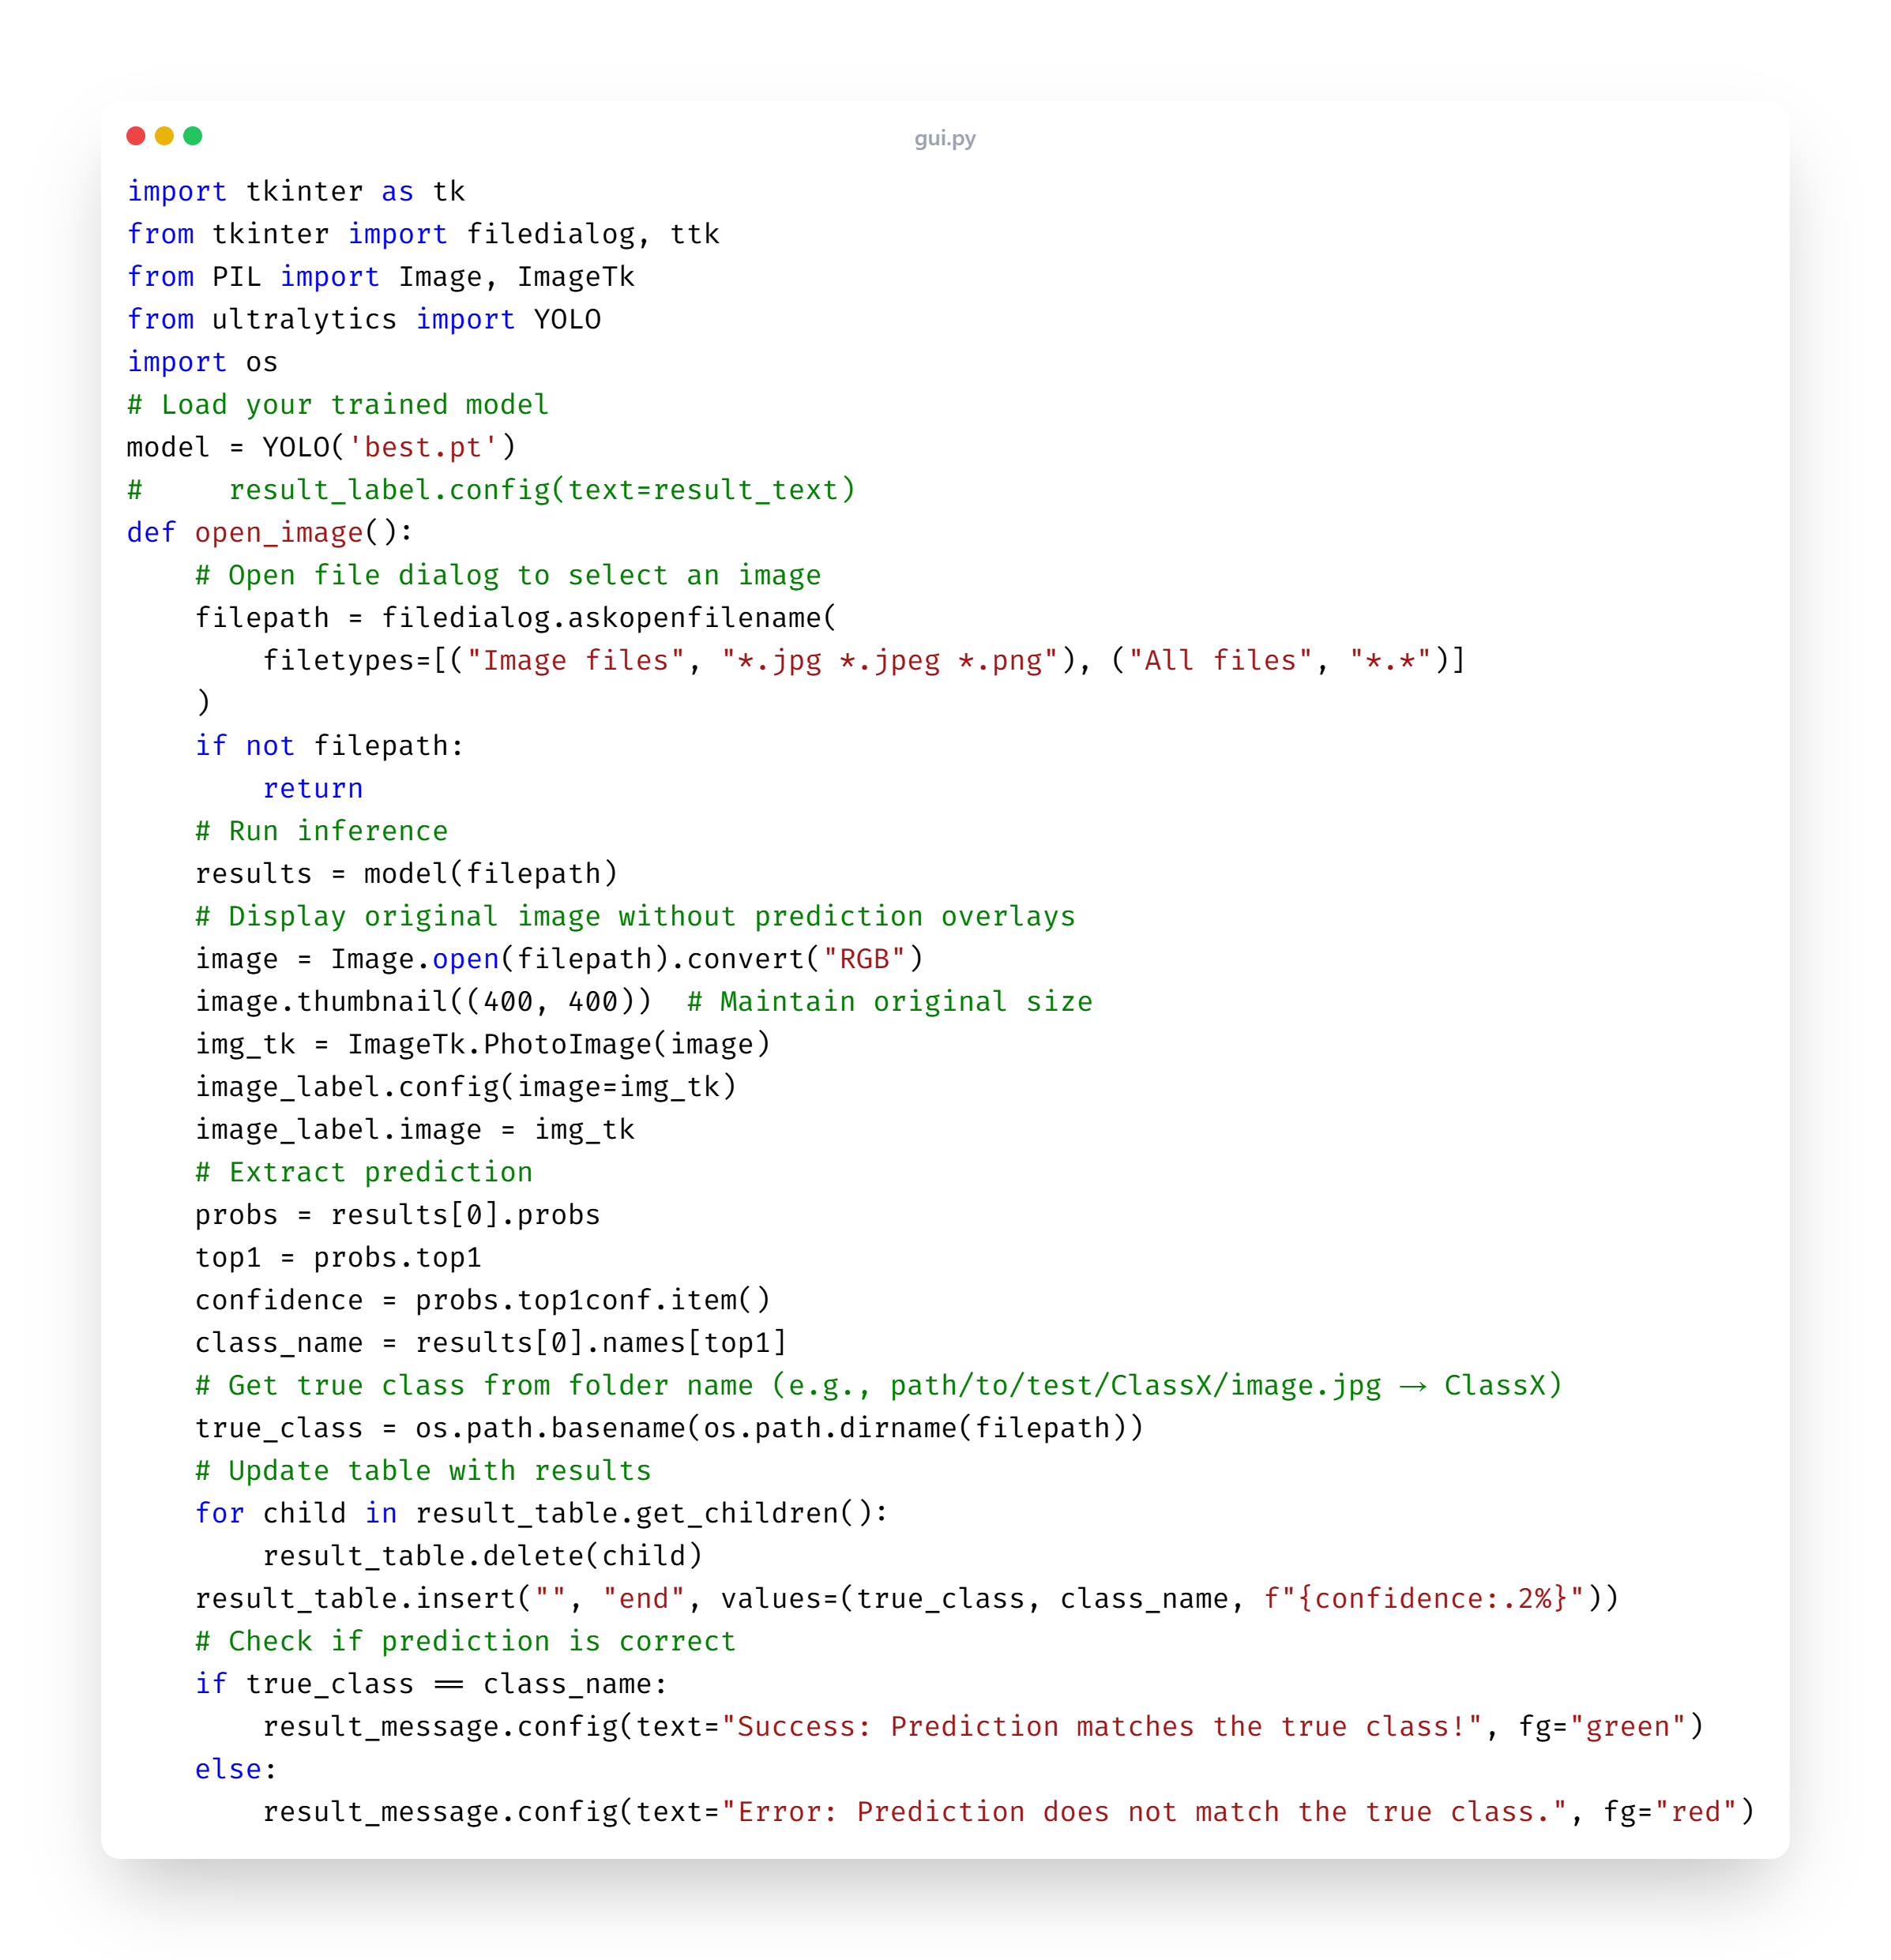 gui.py
import tkinter as tk
from tkinter import filedialog, ttk
from PIL import Image, ImageTk
from ultralytics import YOLO
import os
# Load your trained model
model = YOLO('best.pt')
#     result_label.config(text=result_text)
def open_image():
    # Open file dialog to select an image
    filepath = filedialog.askopenfilename(
        filetypes=[("Image files", "*.jpg *.jpeg *.png"), ("All files", "*.*")]
    )
    if not filepath:
        return
    # Run inference
    results = model(filepath)
    # Display original image without prediction overlays
    image = Image.open(filepath).convert("RGB")
    image.thumbnail((400, 400))  # Maintain original size
    img_tk = ImageTk.PhotoImage(image)
    image_label.config(image=img_tk)
    image_label.image = img_tk
    # Extract prediction
    probs = results[0].probs
    top1 = probs.top1
    confidence = probs.top1conf.item()
    class_name = results[0].names[top1]
    # Get true class from folder name (e.g., path/to/test/ClassX/image.jpg → ClassX)
    true_class = os.path.basename(os.path.dirname(filepath))
    # Update table with results
    for child in result_table.get_children():
        result_table.delete(child)
    result_table.insert("", "end", values=(true_class, class_name, f"{confidence:.2%}"))
    # Check if prediction is correct
    if true_class == class_name:
        result_message.config(text="Success: Prediction matches the true class!", fg="green")
    else:
        result_message.config(text="Error: Prediction does not match the true class.", fg="red")